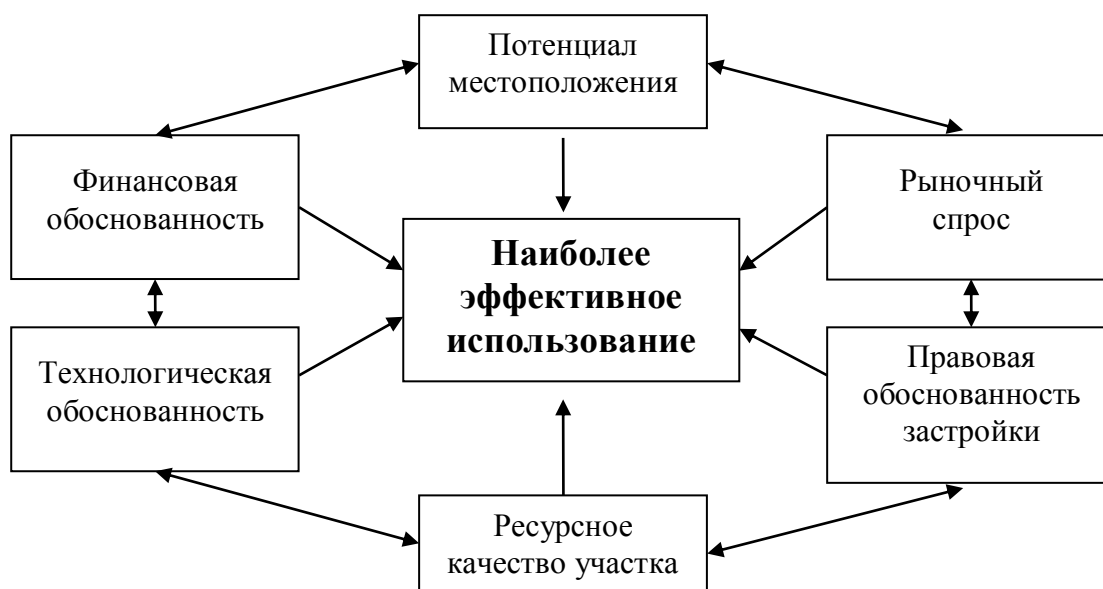 Потенциал
местоположения
Финансовая
обоснованность
Рыночный
спрос
Наиболее
эффективное
использование
Технологическая
обоснованность
Правовая
обоснованность
застройки
Ресурсное
качество участка